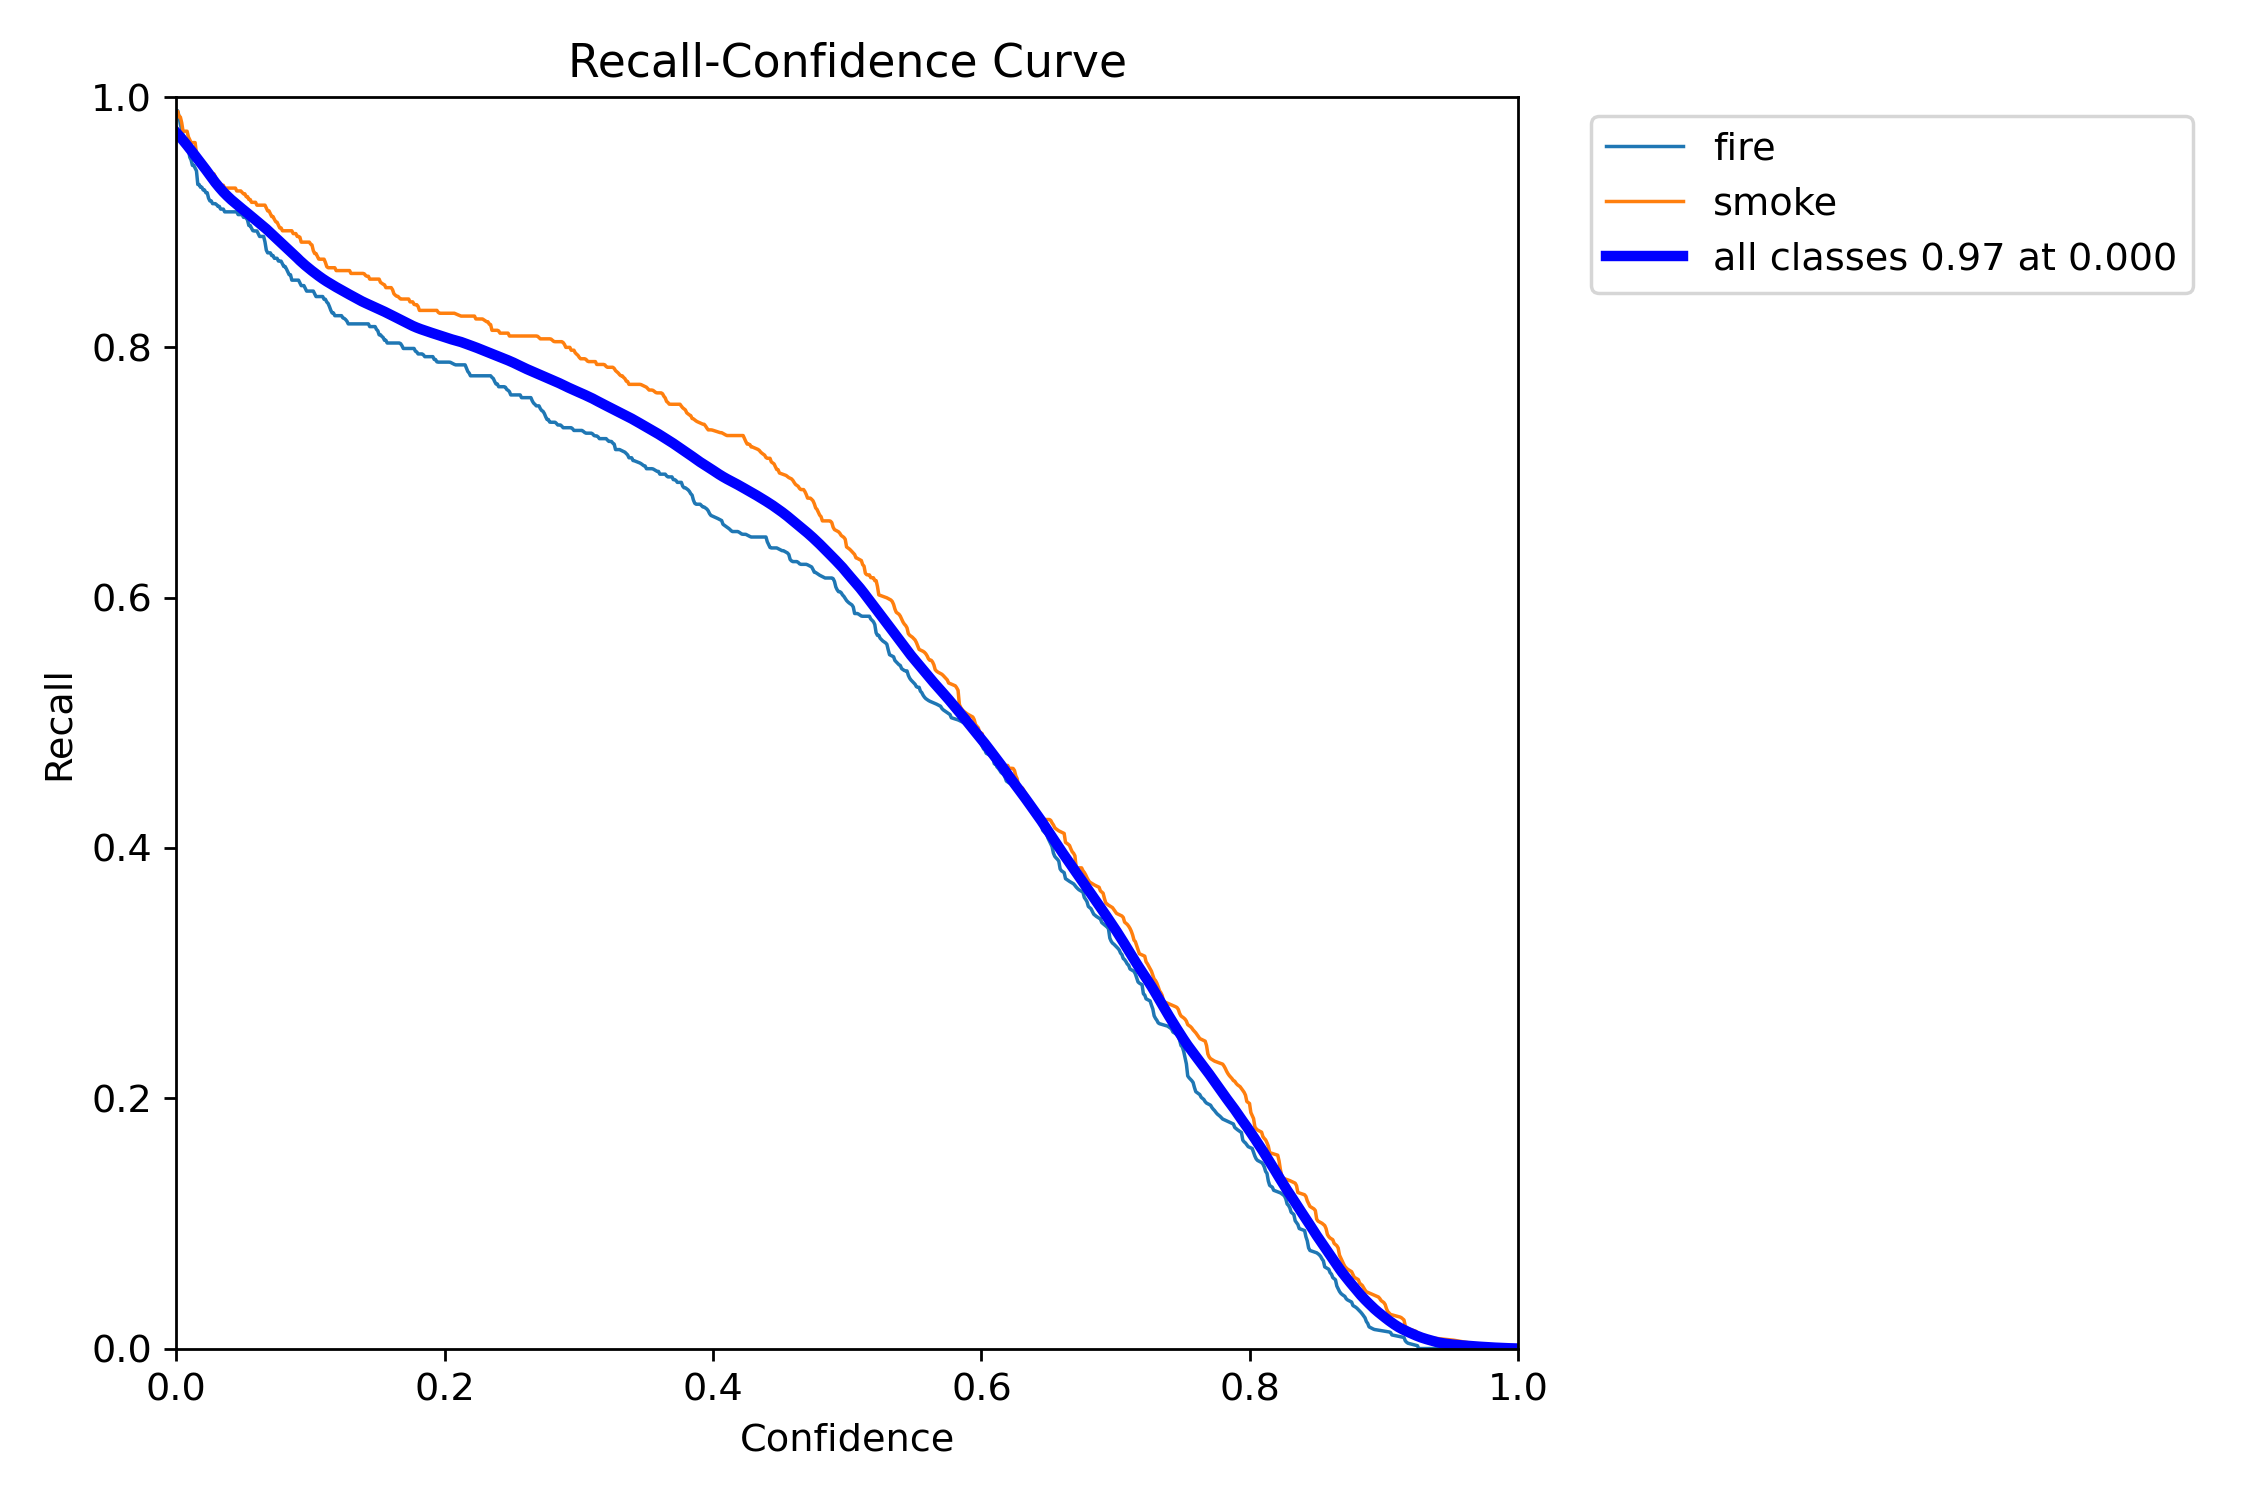 Recall-Confidence Curve
1.0
0.8
0.6
0.4
0.2
0.0
Recall
0.0 0.2 0.4 0.6 0.8 1.0
Confidence
fire
smoke
all classes 0.97 at 0.000